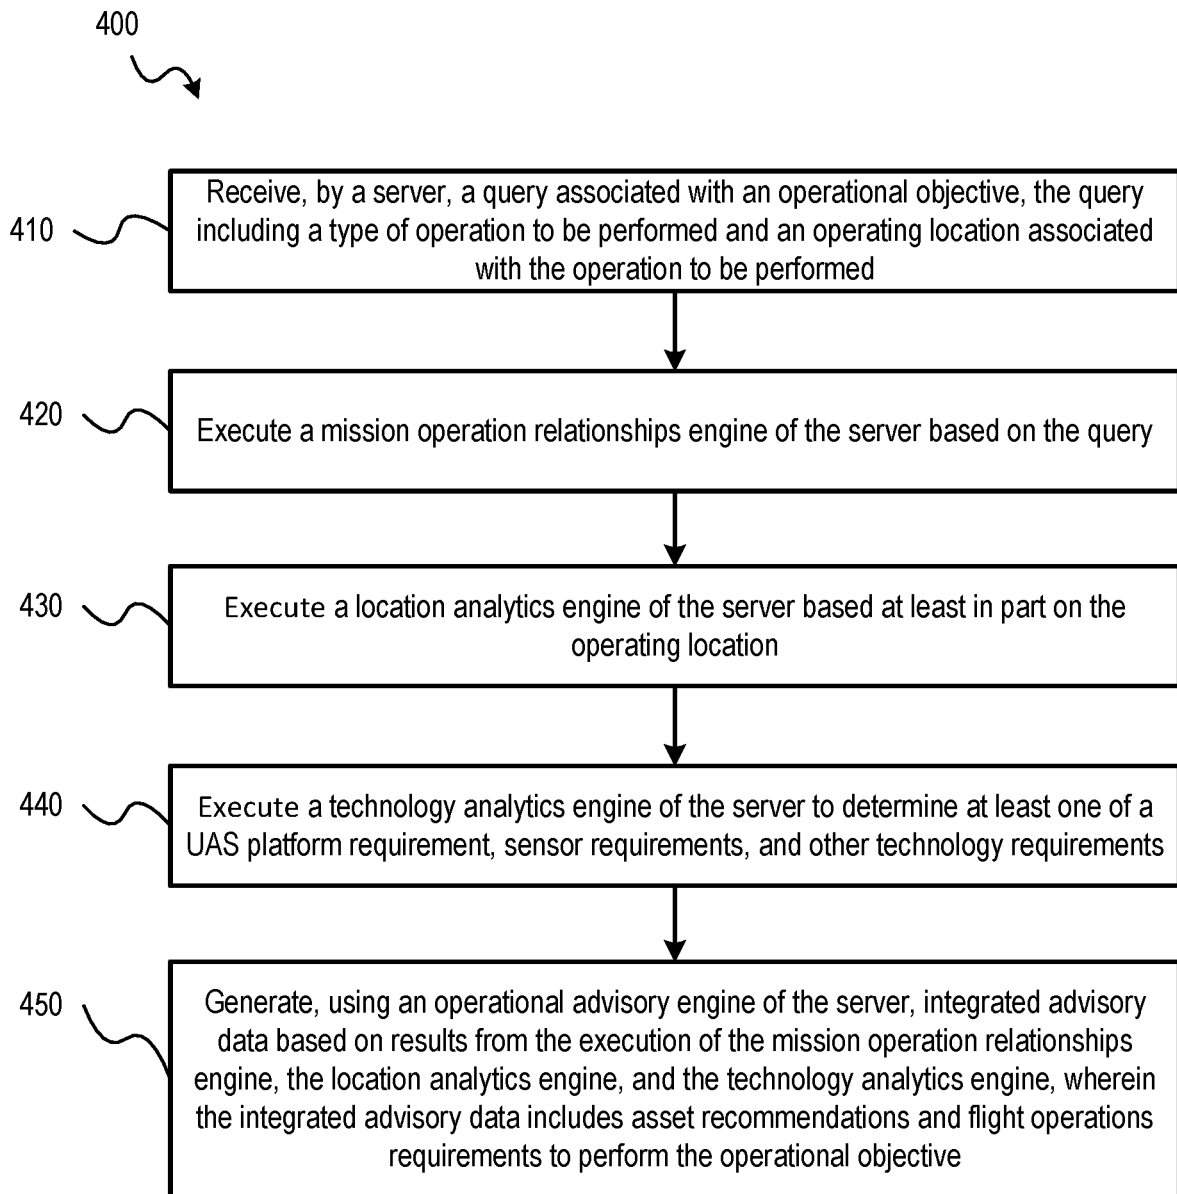 400
410
Receive, by a server, a query associated with an operational objective, the query
including a type of operation to be performed and an operating location associated
with the operation to be performed
420
Execute a mission operation relationships engine of the server based on the query
430
Execute a location analytics engine of the server based at least in part on the
operating location
440
Execute a technology analytics engine of the server to determine at least one of a
UAS platform requirement, sensor requirements, and other technology requirements
450
Generate, using an operational advisory engine of the server, integrated advisory
data based on results from the execution of the mission operation relationships
engine, the location analytics engine, and the technology analytics engine, wherein
the integrated advisory data includes asset recommendations and flight operations
requirements to perform the operational objective